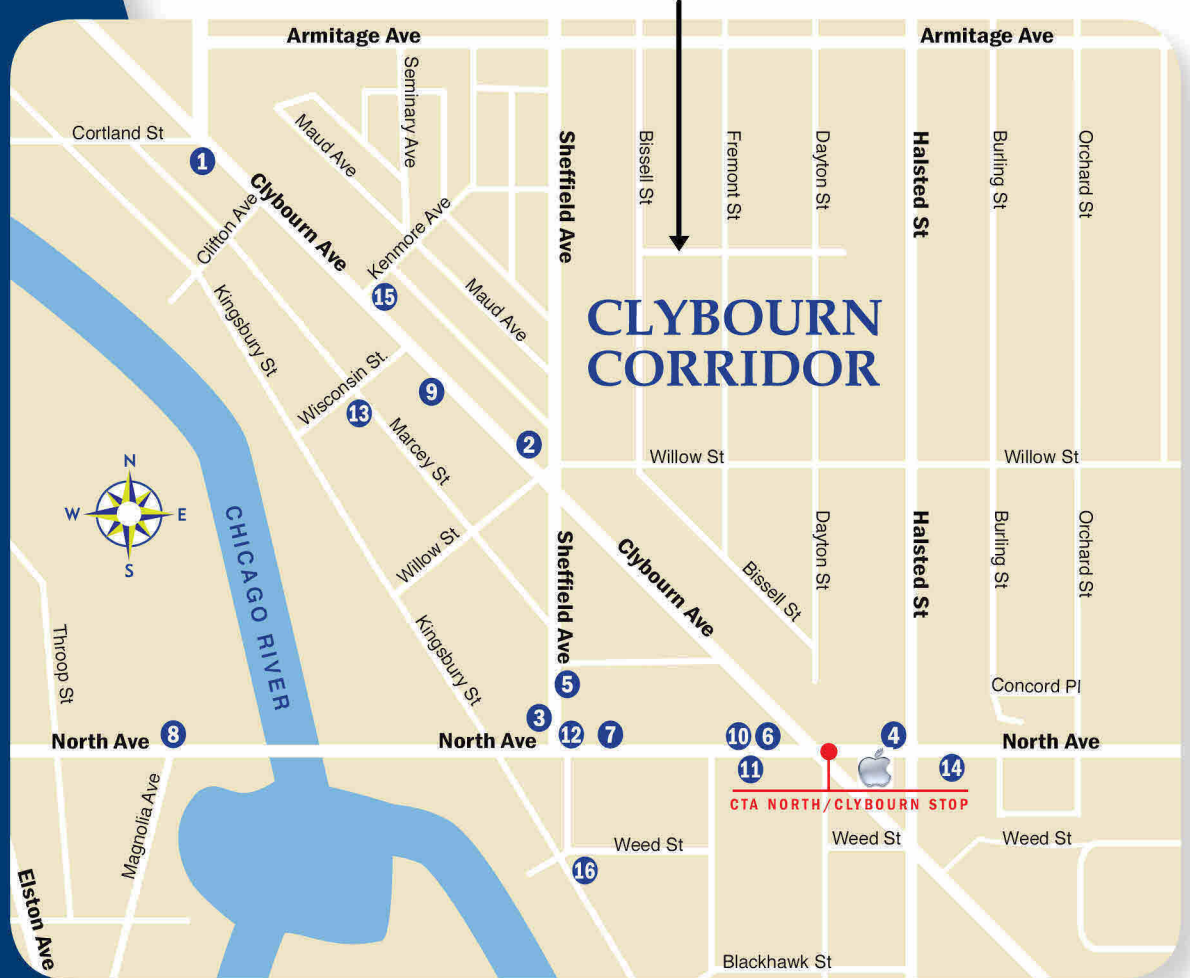 Armitage Ave
Armitage Ave
Seminary Ave
Maud Ave
Cortland St
1
Clybourn Ave
Sheffield Ave
Bissell St
Fremont St
Dayton St
Halsted St
Burling St
Orchard St
Clifton Ave
Kenmore Ave
15
Maud Ave
Kingsbury St
CLYBOURN
CORRIDOR
Wisconsin St.
9
13
Marcey St
2
Willow St
Willow St
N
W
E
S
CHICAGO RIVER
Willow St
Sheffield Ave
Clybourn Ave
Bissell St
Dayton St
Halsted St
Burling St
Orchard St
Throop St
Kingsbury St
5
Concord Pl
3
North Ave
8
North Ave
12
7
10
6
4
North Ave
11
14
CTA NORTH/CLYBOURN STOP
Magnolia Ave
Weed St
Weed St
Weed St
16
Elston Ave
Blackhawk St